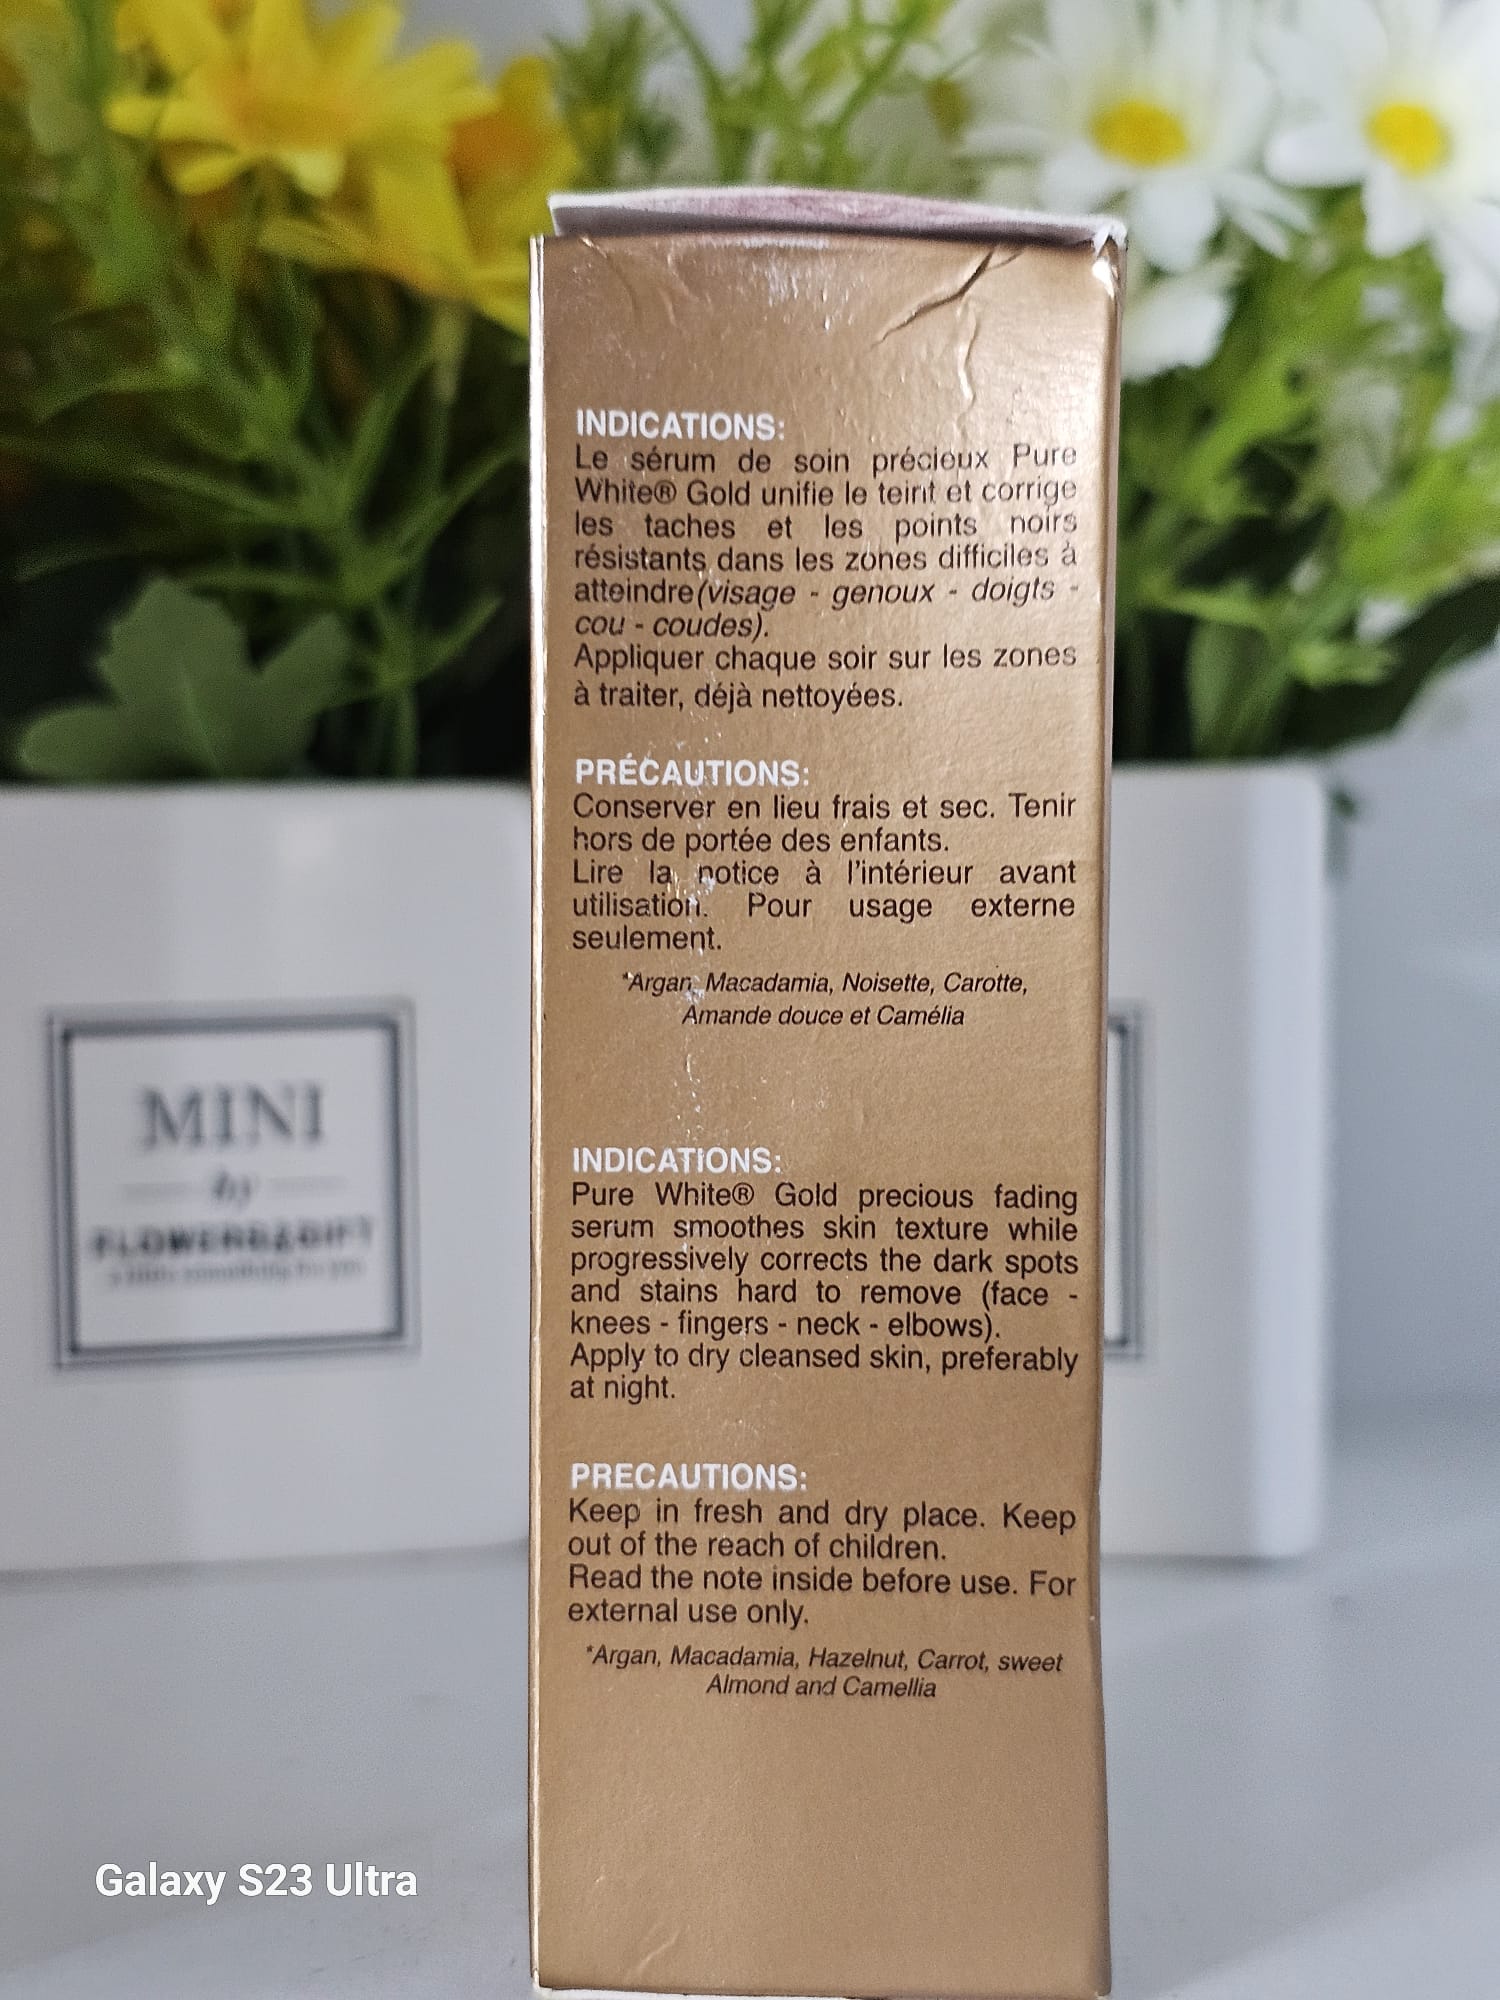 INDICATIONS:
Le sérum de soin précieux Pure
White® Gold unifie le teint et corrige
les taches et les points noirs
résistants dans les zones difficiles à
atteindre(visage - genoux - doigts -
cou - coudes).
Appliquer chaque soir sur les zones
à traiter, déjà nettoyées.
PRÉCAUTIONS:
Conserver en lieu frais et sec. Tenir
hors de portée des enfants.
Lire la notice à l'intérieur avant
utilisation. Pour usage externe
seulement.
*Argan, Macadamia, Noisette, Carotte,
Amande douce et Camélia
INDICATIONS:
Pure White® Gold precious fading
serum smoothes skin texture while
progressively corrects the dark spots
and stains hard to remove (face -
knees - fingers - neck - elbows).
Apply to dry cleansed skin, preferably
at night.
PRECAUTIONS:
Keep in fresh and dry place. Keep
out of the reach of children.
Read the note inside before use. For
external use only.
*Argan, Macadamia, Hazelnut, Carrot, sweet
Almond and Camellia
MINI
by
FLOWERS&GIFT
Galaxy S23 Ultra